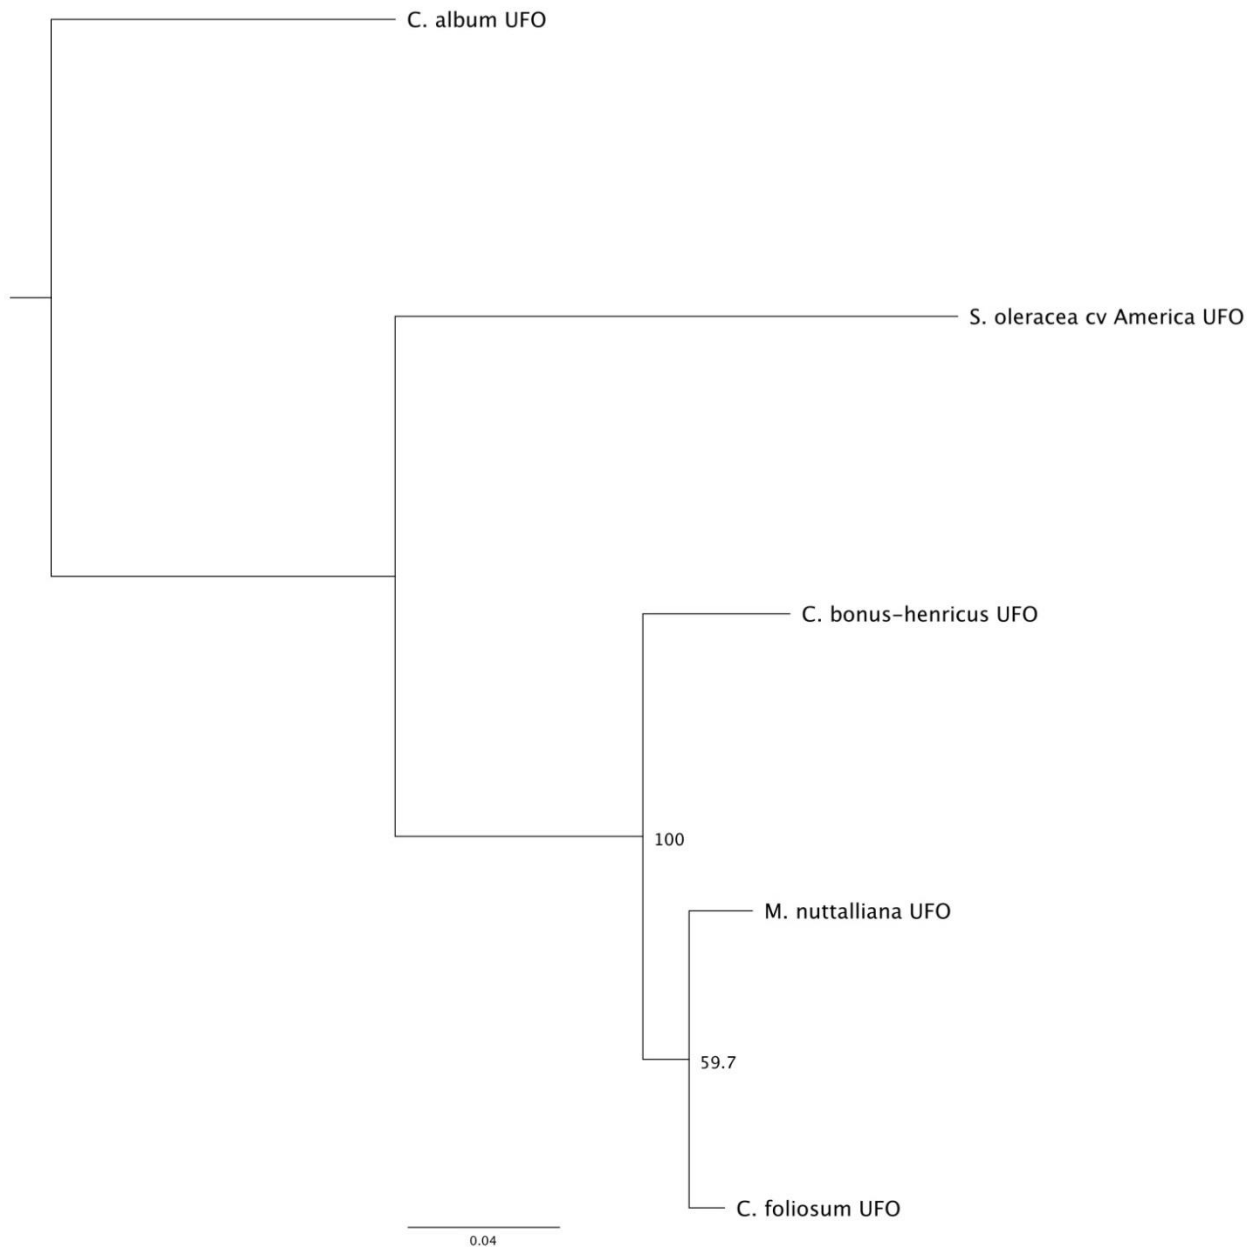 C. album UFO
S. oleracea cv America UFO
C. bonus-henricus UFO
100
M. nuttalliana UFO
59.7
C. foliosum UFO
0.04